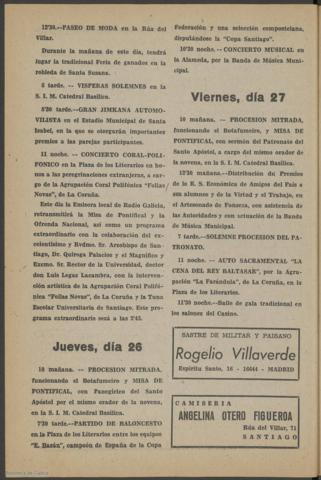 12'30.--PASEO DE MODA en la Rúa del
Villar.
Durante la mañana de este día, tendrá
lugar la tradicional Feria de ganados en la
robleda de Santa Susana.
6 tarde. -- VISPERAS SOLEMNES en la
S. I. M. Catedral Basílica.
5'30 tarde.--GRAN JIMKANA AUTOMO-
VILISTA en el Estadio Municipal de Santa
Isabel, en la que se otorgarán importantes
premios a las parejas participantes.
11 noche. -- CONCIERTO CORAL-POLI-
FONICO en la Plaza de los Literarios en ho-
nor a las peregrinaciones extranjeras, a car-
go de la Agrupación Coral Polifónica "Follas
Novas", de La Coruña.
Este día la Emisora local de Radio Galicia,
retransmitirá la Misa de Pontifical y la
Ofrenda Nacional, así como un programa
extraordinario con la colaboración del ex-
celentísimo y Rvdmo. Sr. Arzobispo de San-
tiago, Dr. Quiroga Palacios y el Magnífico y
Excmo. Sr. Rector de la Universidad, doctor
don Luis Legaz Lacambra, con la interven-
ción artística de la Agrupación Coral Polifó-
nica "Follas Novas", de La Coruña y la Tuna
Escolar Universitaria de Santiago. Este pro-
grama extraordinario será a las 7'45.
Jueves, día 26
10 mañana. -- PROCESION MITRADA,
funcionando el Botafumeiro y MISA DE
PONTIFICAL, con Panegírico del Santo
Apóstol por el mismo orador de la novena,
en la S. I. M. Catedral Basílica.
7'30 tarde.--PARTIDO DE BALONCESTO
en la Plaza de los Literarios entre los equipos
campeón de España de la Copa
Federación y una selección compostelana,
disputándose la "Copa Santiago".
10'30 noche. -- CONCIERTO MUSICAL en
la Alameda, por la Banda de Música Muni-
cipal.
Viernes, día 27
10 mañana. -- PROCESION MITRADA,
funcionando el Botafumeiro, y MISA DE
PONTIFICAL, con sermón del Patronato del
Santo Apóstol, a cargo del mismo orador de
la novena, en la S. I. M. Catedral Basílica.
12'30 mañana.--Distribución del Premios
de la R. S. Económica de Amigos del País a
sus alumnos y de la Virtud y el Trabajo, en
el Artesonado de Fonseca, con asistencia de
las Autoridades y con actuación de la Banda
de Música Municipal.
7 tarde.--SOLEMNE PROCESION DEL PA-
TRONATO.
11 noche. -- AUTO SACRAMENTAL "LA
CENA DEL REY BALTASAR", por la Agru-
pación "La Farándula", de La Coruña, en la
Plaza de los Literarios.
11'30 noche.--Baile de gala tradicional en
los salones del Casino.
SASTRE DE MILITAR Y PAISANO
Rogelio Villaverde
Espíritu Santo, 16 - MADRID
CAMISERIA
ANGELINA OTERO FIGUEROA
Rúa del Villar, 71
SANTIAGO